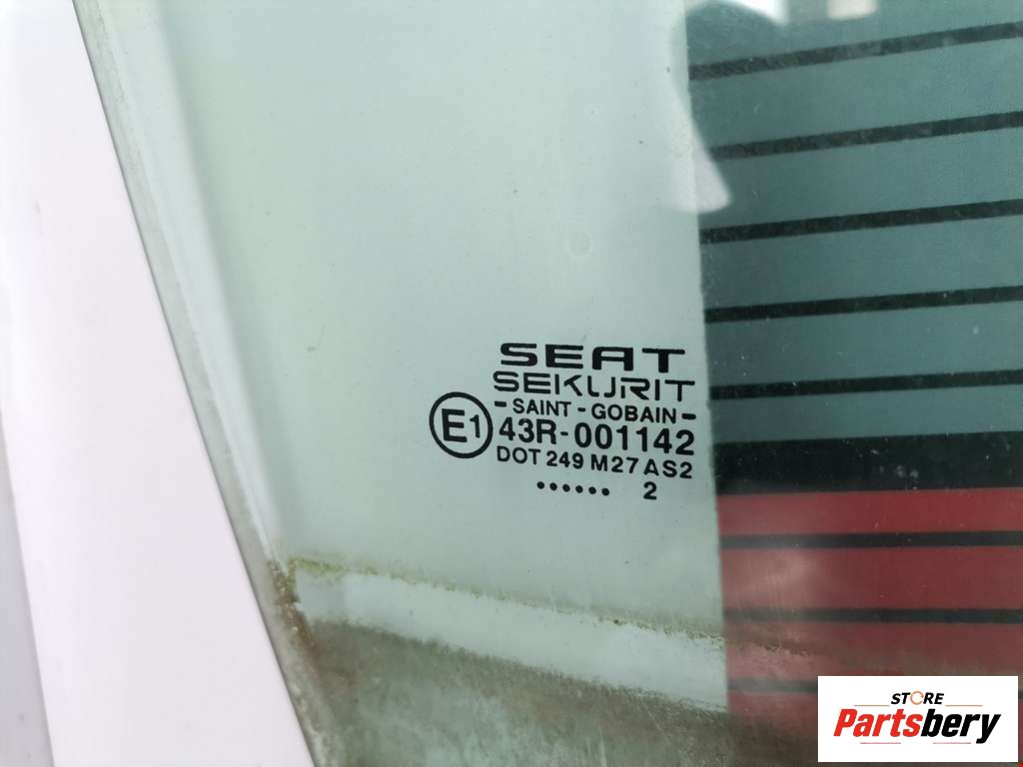 SEAT
SEKURIT
- SAINT - GOBAIN -
E1 43R-001142
DOT 249 M27 AS2
...... 2
STORE
Partsbery